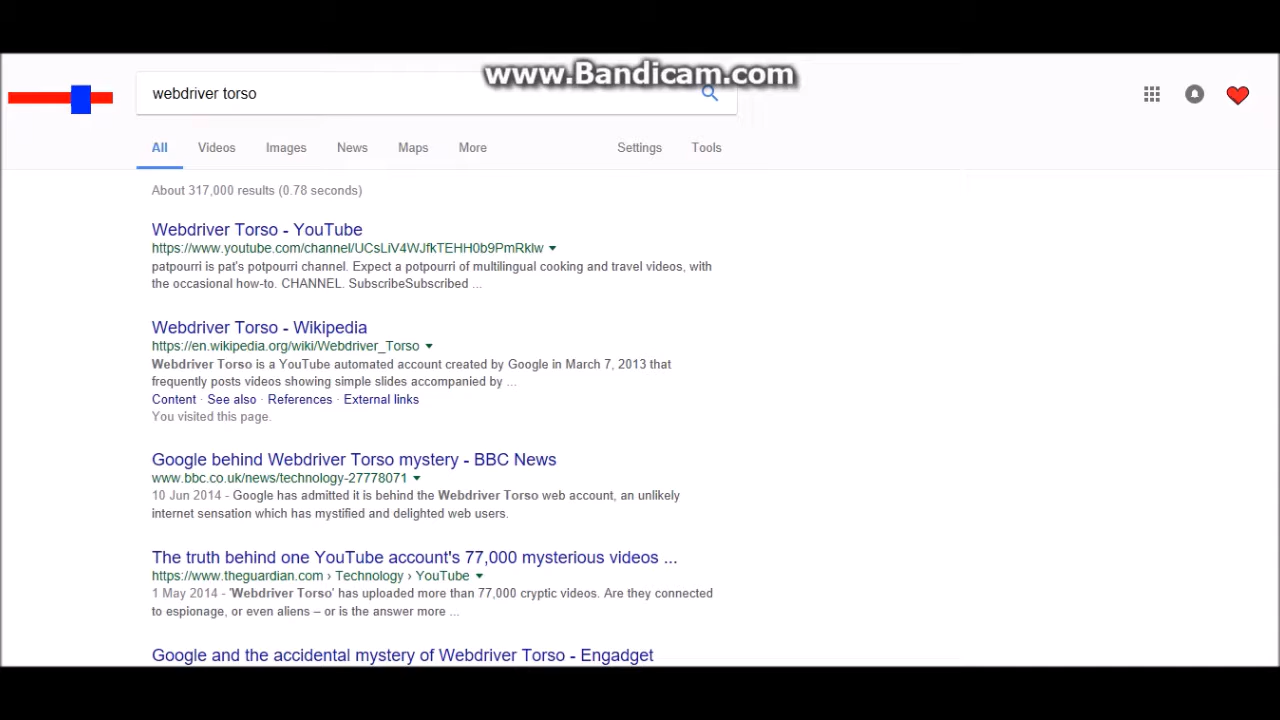 www.Bandicam.com
webdriver torso
All Videos Images News Maps More Settings Tools
About 317,000 results (0.78 seconds)
Webdriver Torso - YouTube
https://www.youtube.com/channel/UCsLiV4WJfkTEHH0b9PmRklw
patpourri is pat's potpourri channel. Expect a potpourri of multilingual cooking and travel videos, with
the occasional how-to. CHANNEL. SubscribeSubscribed ...
Webdriver Torso - Wikipedia
https://en.wikipedia.org/wiki/Webdriver_Torso
Webdriver Torso is a YouTube automated account created by Google in March 7, 2013 that
frequently posts videos showing simple slides accompanied by ...
Content · See also · References · External links
You visited this page.
Google behind Webdriver Torso mystery - BBC News
www.bbc.co.uk/news/technology-27778071
10 Jun 2014 - Google has admitted it is behind the Webdriver Torso web account, an unlikely
internet sensation which has mystified and delighted web users.
The truth behind one YouTube account's 77,000 mysterious videos ...
https://www.theguardian.com › Technology › YouTube
1 May 2014 - 'Webdriver Torso' has uploaded more than 77,000 cryptic videos. Are they connected
to espionage, or even aliens – or is the answer more ...
Google and the accidental mystery of Webdriver Torso - Engadget